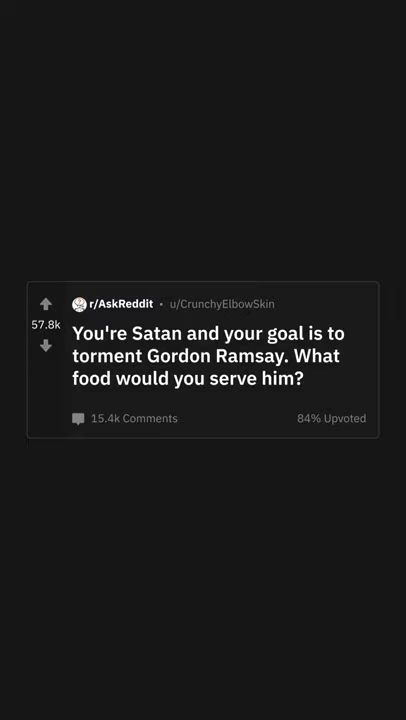 r/AskReddit • u/CrunchyElbowSkin
57.8k
You're Satan and your goal is to
torment Gordon Ramsay. What
food would you serve him?
15.4k Comments 84% Upvoted